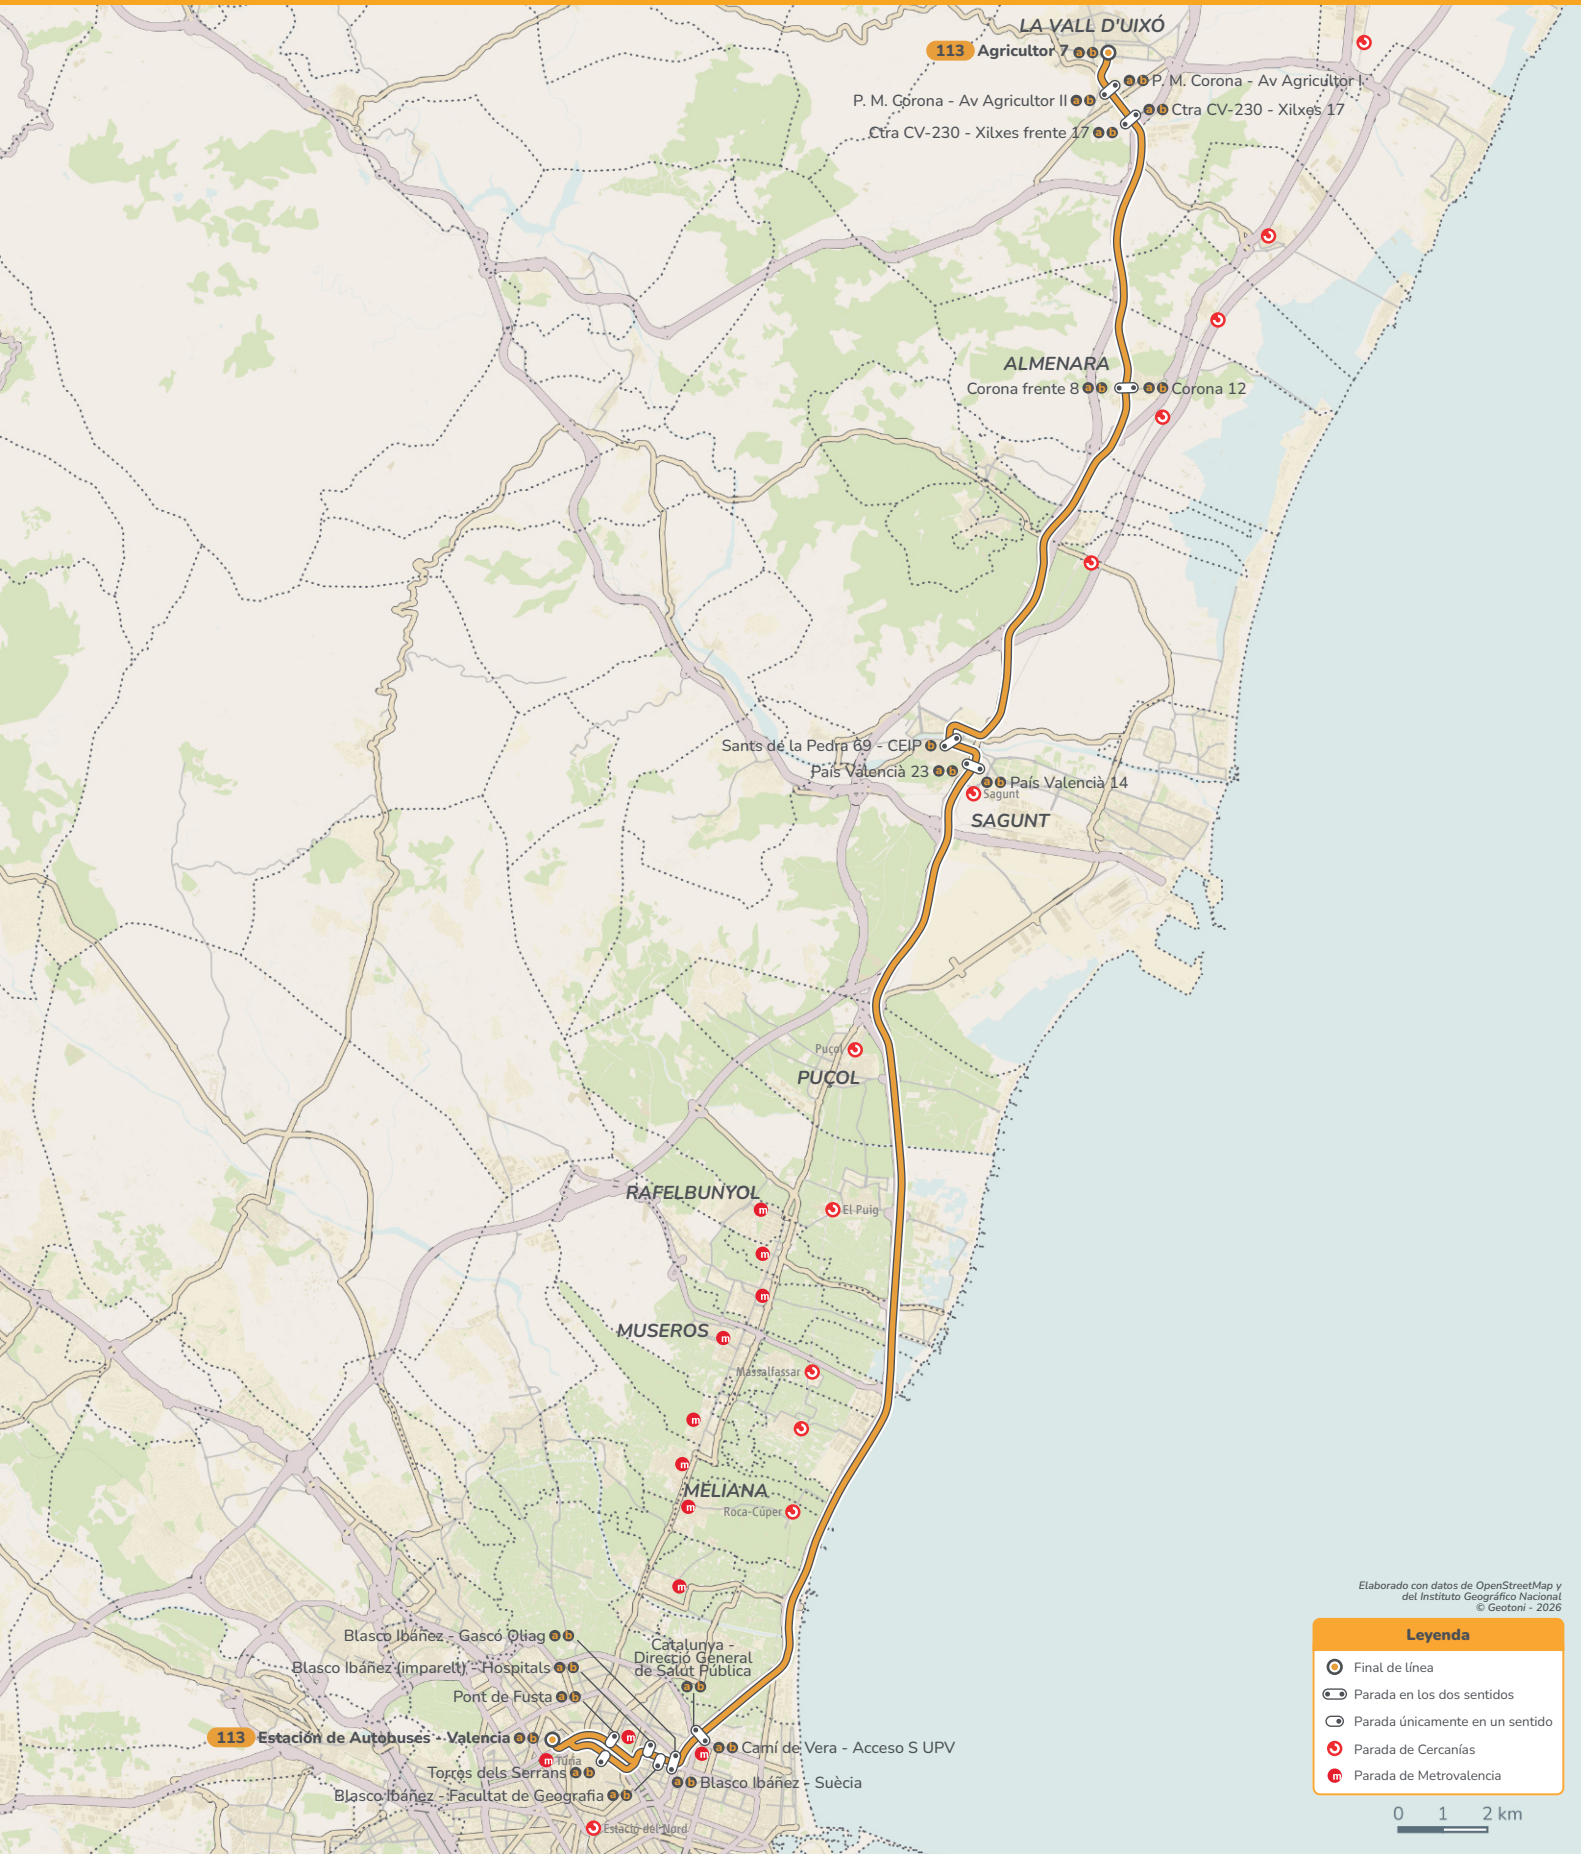 LA VALL D'UIXÓ
113 Agricultor 7 a b
a b P. M. Corona - Av Agricultor I
P. M. Corona - Av Agricultor II a b
a b Ctra CV-230 - Xilxes 17
Ctra CV-230 - Xilxes frente 17 a b
ALMENARA
Corona frente 8 a b
a b Corona 12
Sants de la Pedra 69 - CEIP b
País Valencià 23 a b
a b País Valencià 14
Sagunt
SAGUNT
Puçol
PUÇOL
RAFELBUNYOL
m
El Puig
m
m
MUSEROS
m
Massalfassar
m
m
MELIANA
m
Roca-Cúper
m
Blasco Ibáñez - Gascó Oliag a b
Catalunya -
Direcció General
de Salut Pública
a b
Blasco Ibáñez (imparell) - Hospitals a b
Pont de Fusta a b
113 Estación de Autobuses - Valencia a b
m
m
a b Camí de Vera - Acceso S UPV
m Túria
Torres dels Serrans a b
a b Blasco Ibáñez - Suècia
Blasco Ibáñez - Facultat de Geografia a b
Estació del Nord
Elaborado con datos de OpenStreetMap y
del Instituto Geográfico Nacional
© Geotoni - 2026
Leyenda
Final de línea
Parada en los dos sentidos
Parada únicamente en un sentido
Parada de Cercanías
m Parada de Metrovalencia
0 1 2 km